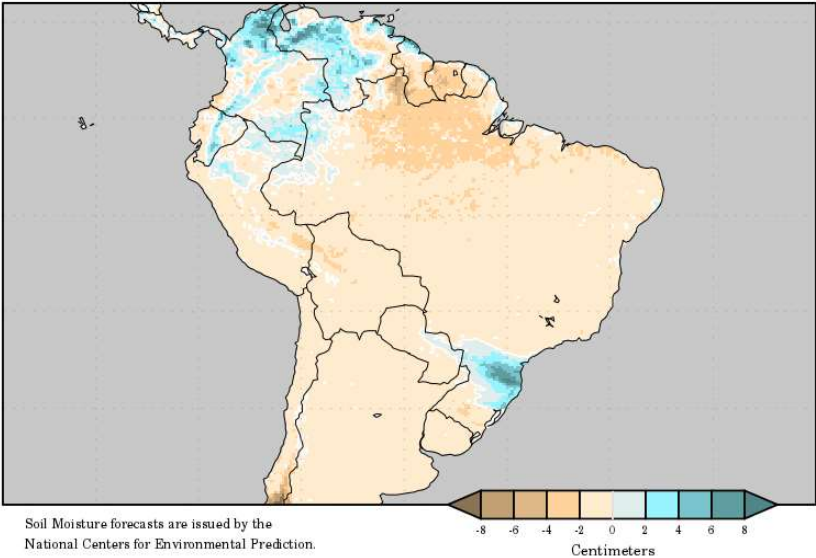 Soil Moisture forecasts are issued by the
National Centers for Environmental Prediction.
-8 -6 -4 -2 0 2 4 6 8
Centimeters